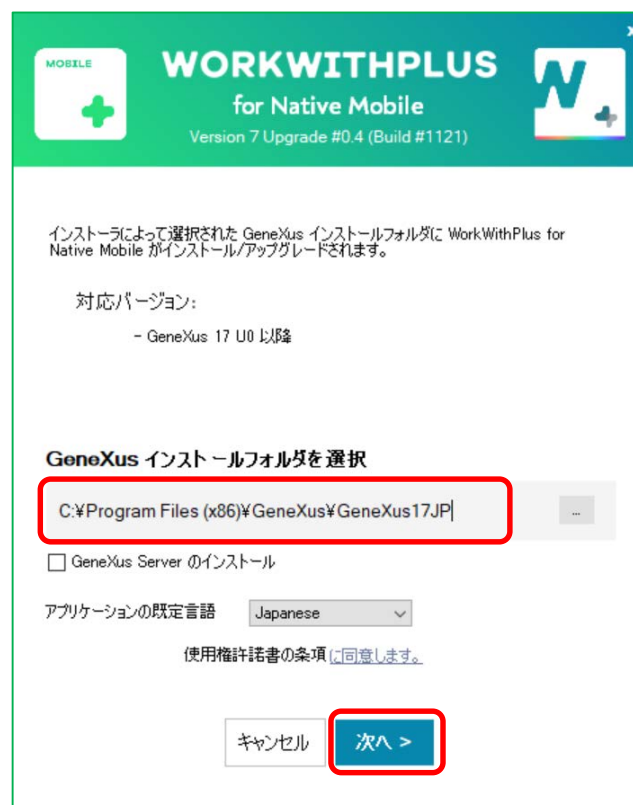 MOBILE
WORKWITHPLUS
for Native Mobile
Version 7 Upgrade #0.4 (Build #1121)
インストーラによって選択された GeneXus インストールフォルダに WorkWithPlus for
Native Mobile がインストール/アップグレードされます。
対応バージョン:
- GeneXus 17 U0 以降
GeneXus インストールフォルダを選択
C:¥Program Files (x86)¥GeneXus¥GeneXus17JP
...
GeneXus Server のインストール
アプリケーションの既定言語 Japanese
使用権許諾書の条項に同意します。
キャンセル 次へ >